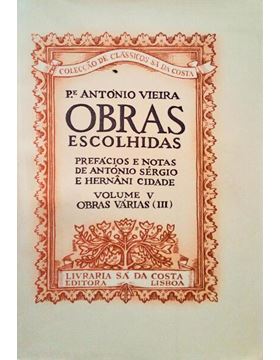 COLECÇÃO DE CLÁSSICOS SÁ DA COSTA
P.E ANTÓNIO VIEIRA
OBRAS
ESCOLHIDAS
PREFÁCIOS E NOTAS
DE ANTÓNIO SÉRGIO
E HERNÂNI CIDADE
VOLUME V
OBRAS VÁRIAS (III)
LIVRARIA SÁ DA COSTA
EDITORA LISBOA